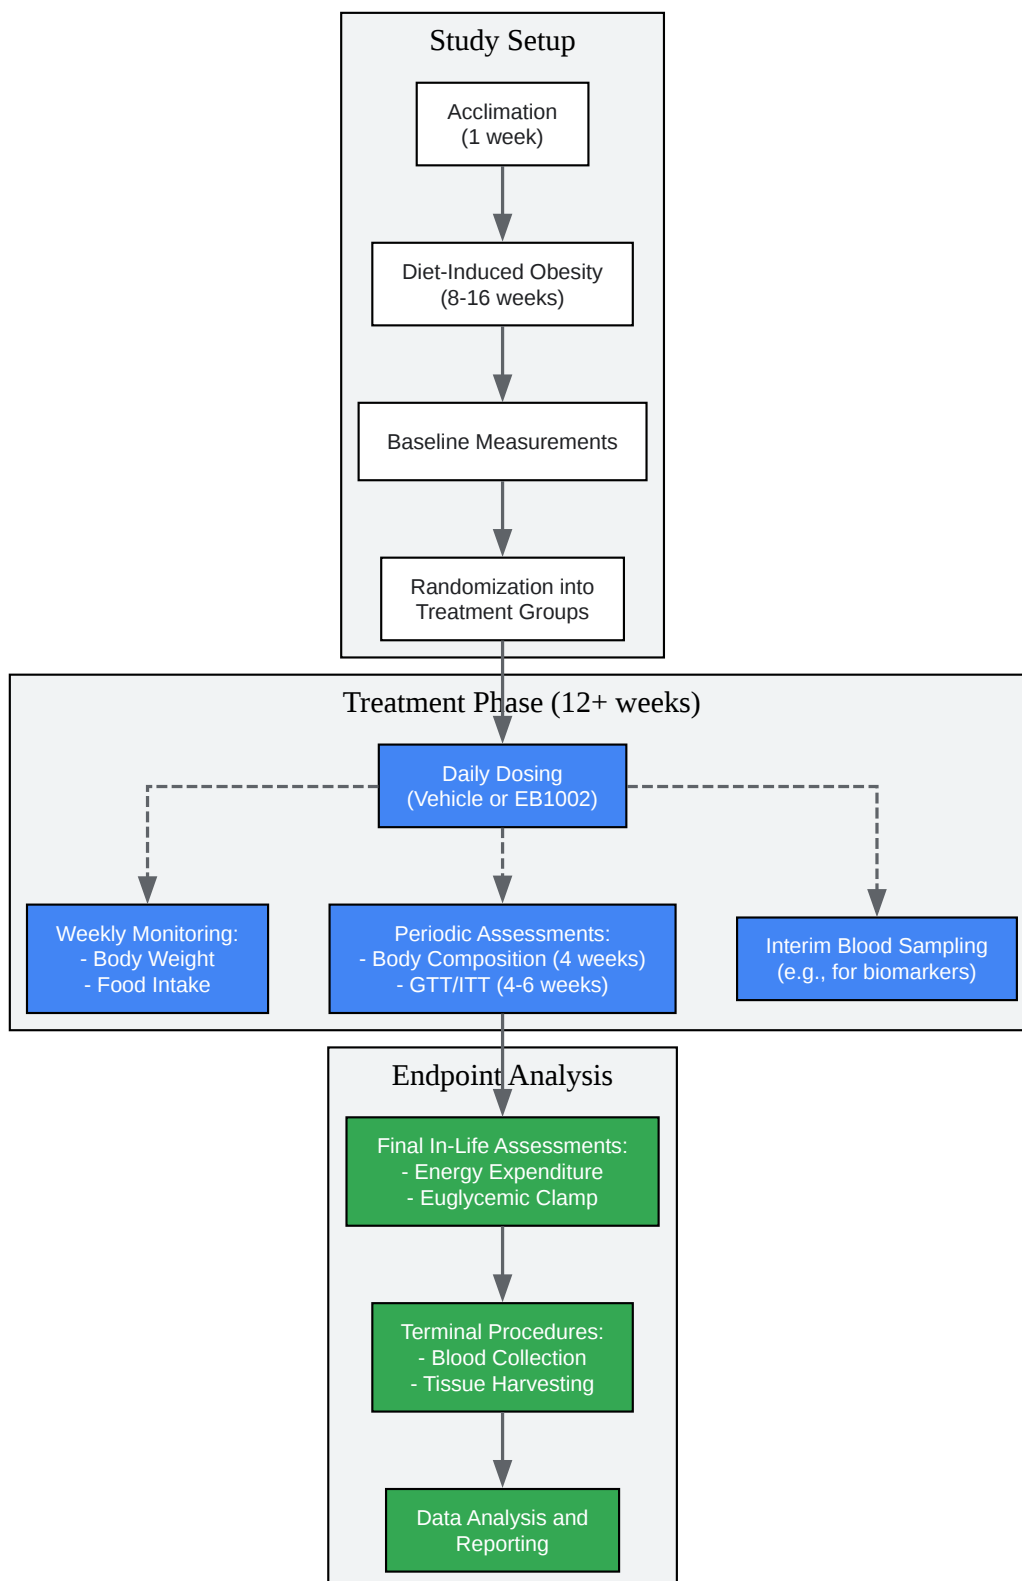 Study Setup
Acclimation
(1 week)
Diet-Induced Obesity
(8-16 weeks)
Baseline Measurements
Randomization into
Treatment Groups
Treatment Phase (12+ weeks)
Daily Dosing
(Vehicle or EB1002)
Weekly Monitoring:
- Body Weight
- Food Intake
Periodic Assessments:
- Body Composition (4 weeks)
- GTT/ITT (4-6 weeks)
Interim Blood Sampling
(e.g., for biomarkers)
Endpoint Analysis
Final In-Life Assessments:
- Energy Expenditure
- Euglycemic Clamp
Terminal Procedures:
- Blood Collection
- Tissue Harvesting
Data Analysis and
Reporting